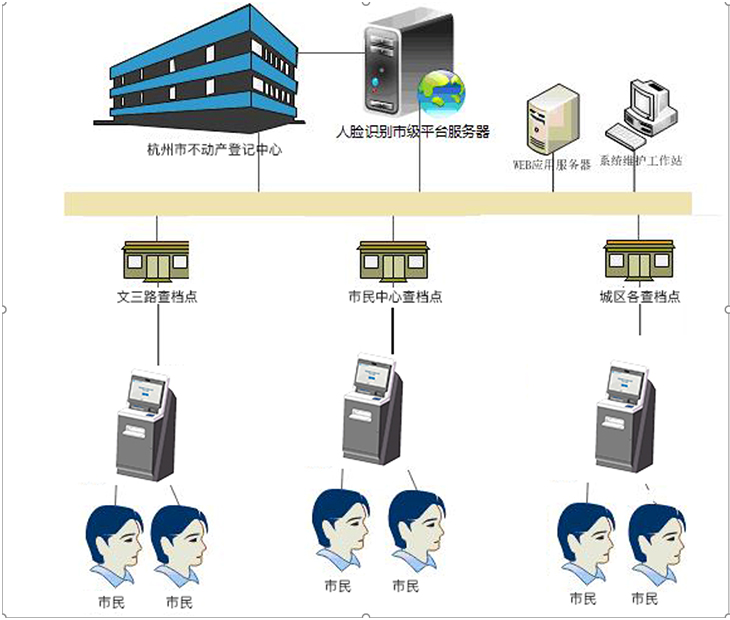 人脸识别市级平台服务器
杭州市不动产登记中心
WEB应用服务器
系统维护工作站
文三路查档点
市民中心查档点
城区各查档点
市民
市民
市民
市民
市民
市民